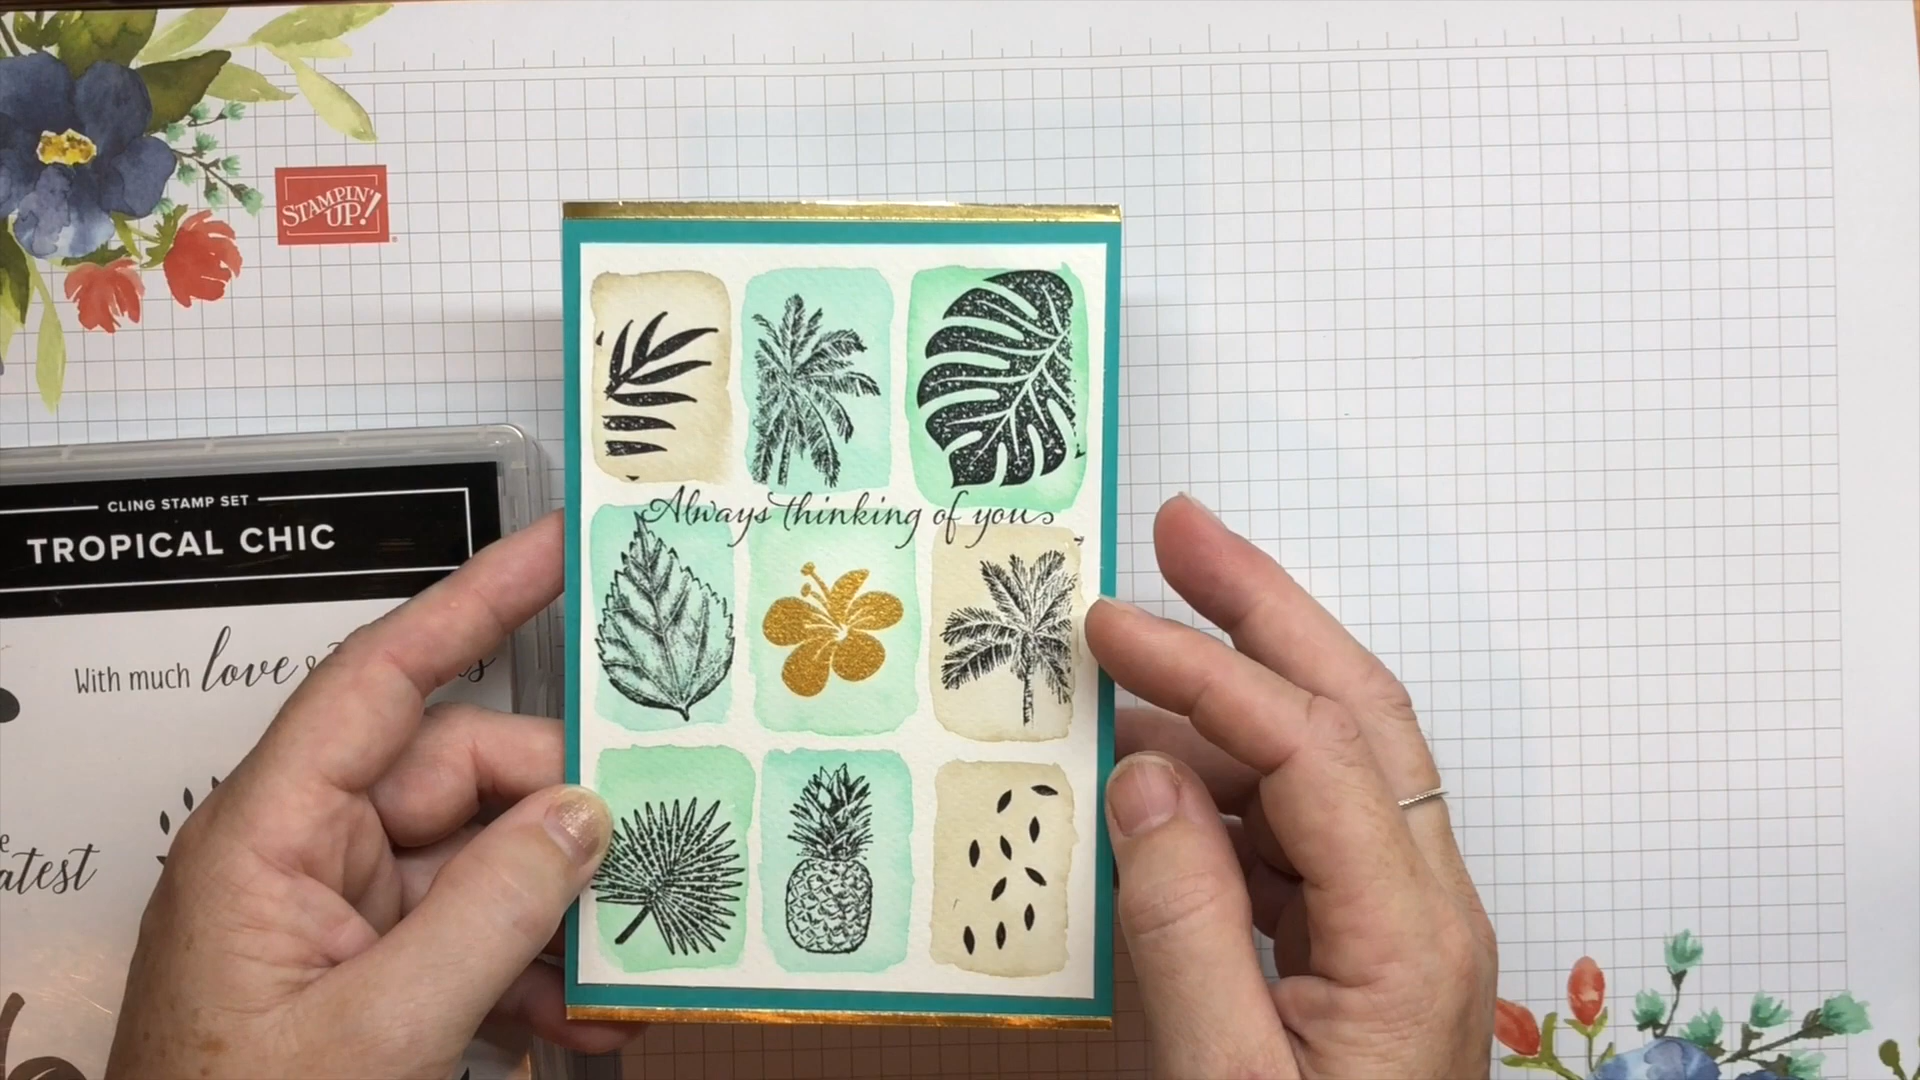 STAMPIN'
UP!
CLING STAMP SET
TROPICAL CHIC
With much love
Always thinking of you